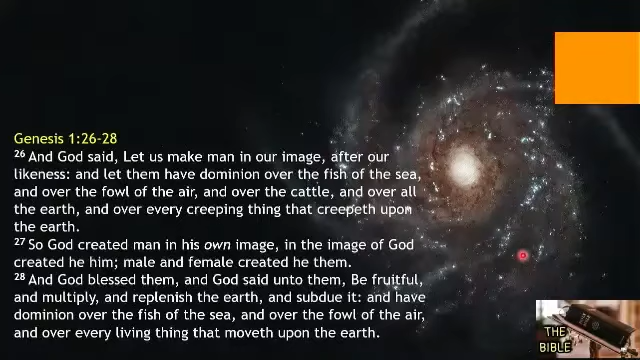 Genesis 1:26-28
26 And God said, Let us make man in our image, after our
likeness: and let them have dominion over the fish of the sea,
and over the fowl of the air, and over the cattle, and over all
the earth, and over every creeping thing that creepeth upon
the earth.
27 So God created man in his own image, in the image of God
created he him; male and female created he them.
28 And God blessed them, and God said unto them, Be fruitful,
and multiply, and replenish the earth, and subdue it: and have
dominion over the fish of the sea, and over the fowl of the air,
and over every living thing that moveth upon the earth.
THE
BIBLE